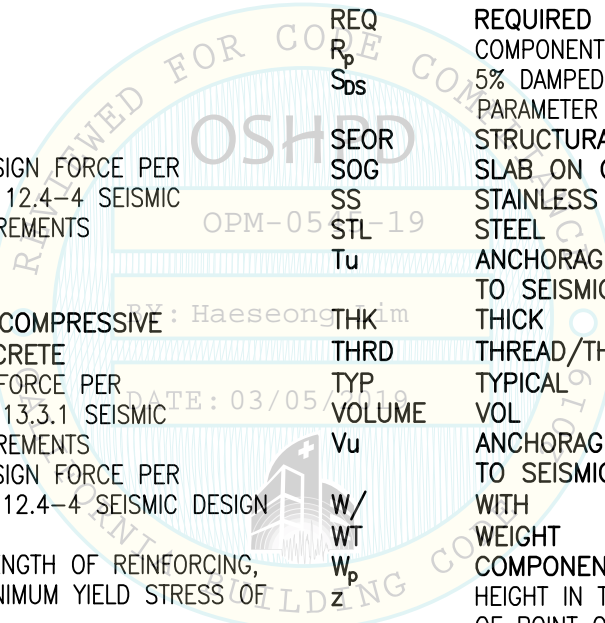 SIGN FORCE PER
12.4-4 SEISMIC
REMENTS
COMPRESSIVE
CRETE
FORCE PER
13.3.1 SEISMIC
REMENTS
SIGN FORCE PER
12.4-4 SEISMIC DESIGN
NGTH OF REINFORCING,
NIMUM YIELD STRESS OF
REQ REQUIRED
Rp COMPONENT
SDS 5% DAMPED
PARAMETER
SEOR STRUCTURA
SOG SLAB ON
SS STAINLESS
STL STEEL
Tu ANCHORAG
TO SEISMIC
THK THICK
THRD THREAD/TH
TYP TYPICAL
VOLUME VOL
Vu ANCHORAG
TO SEISMIC
W/ WITH
WT WEIGHT
Wp COMPONEN
z HEIGHT IN T
OF POINT O
REVIEWED FOR CODE COMPLIANCE
OSHPD
OPM-0545-19
BY: Haeseong Lim
DATE: 03/05/2019
BUILDING CODE 2019